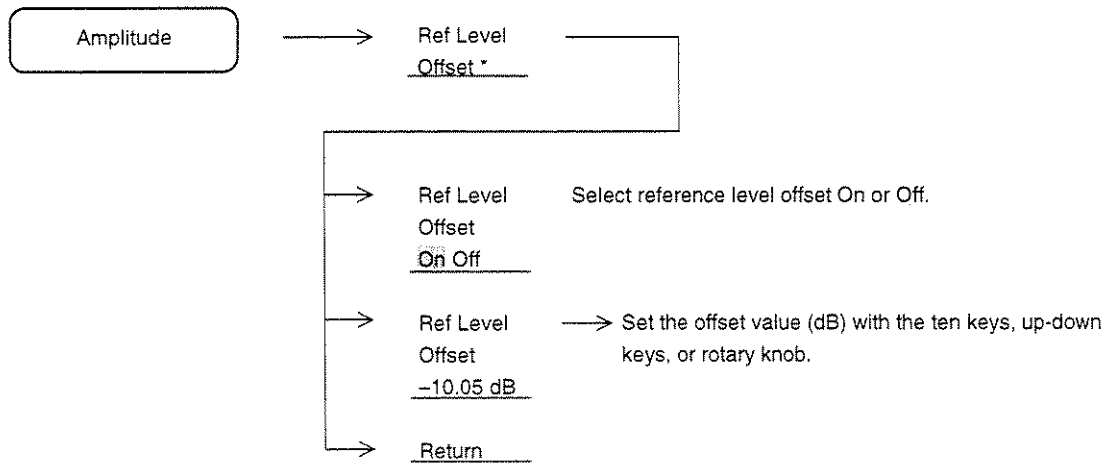 Amplitude
Ref Level
Offset *
Ref Level
Offset
On Off
Select reference level offset On or Off.
Ref Level
Offset
–10.05 dB
Set the offset value (dB) with the ten keys, up-down
keys, or rotary knob.
Return